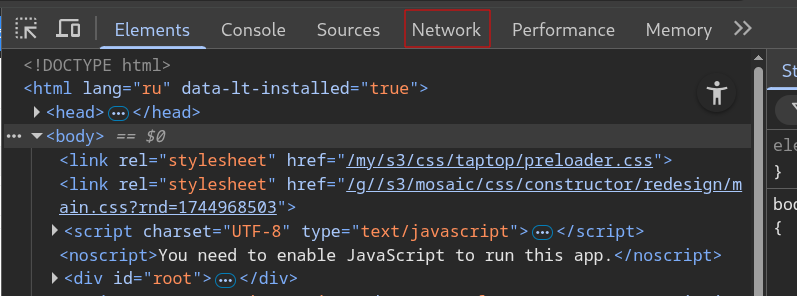 Elements Console Sources Network Performance Memory »
<!DOCTYPE html>
<html lang="ru" data-lt-installed="true">
▶<head>…</head>
… ▼<body> == $0
<link rel="stylesheet" href="/my/s3/css/taptop/preloader.css">
<link rel="stylesheet" href="/g//s3/mosaic/css/constructor/redesign/m
ain.css?rnd=1744968503">
▶<script charset="UTF-8" type="text/javascript">…</script>
<noscript>You need to enable JavaScript to run this app.</noscript>
▶<div id="root">…</div>
St
ele
}
bod
{